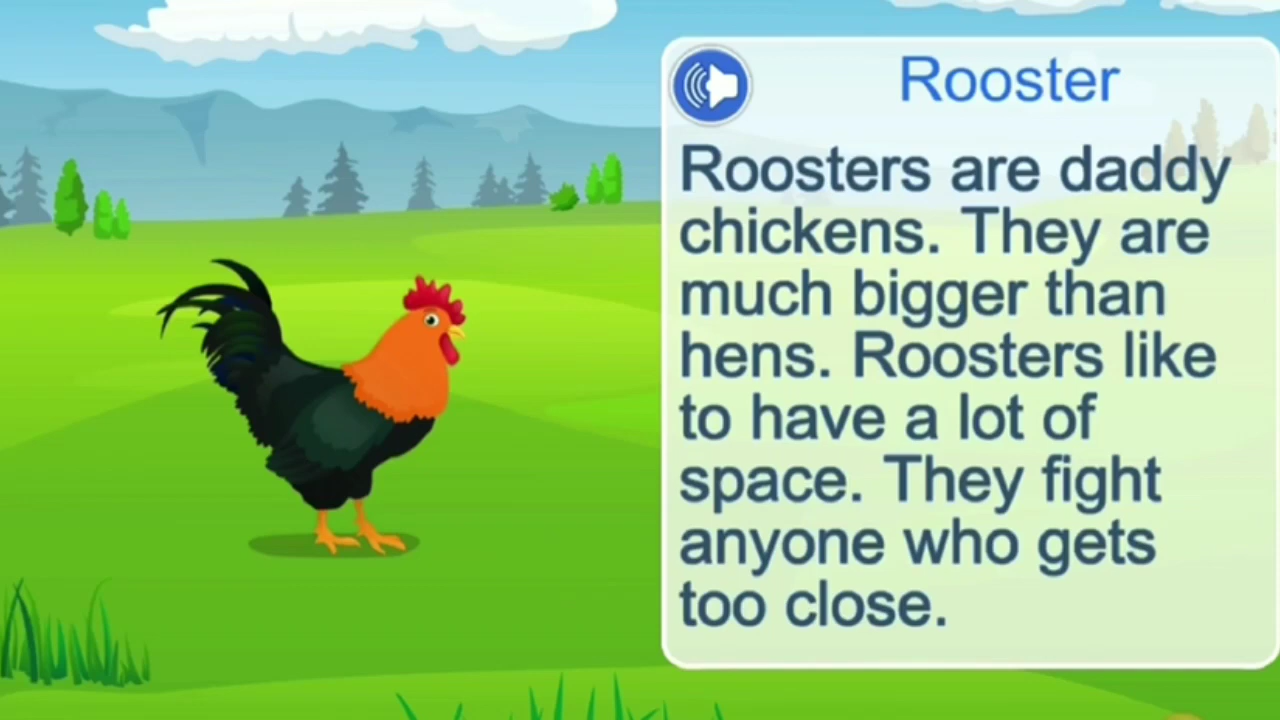 Rooster
Roosters are daddy
chickens. They are
much bigger than
hens. Roosters like
to have a lot of
space. They fight
anyone who gets
too close.